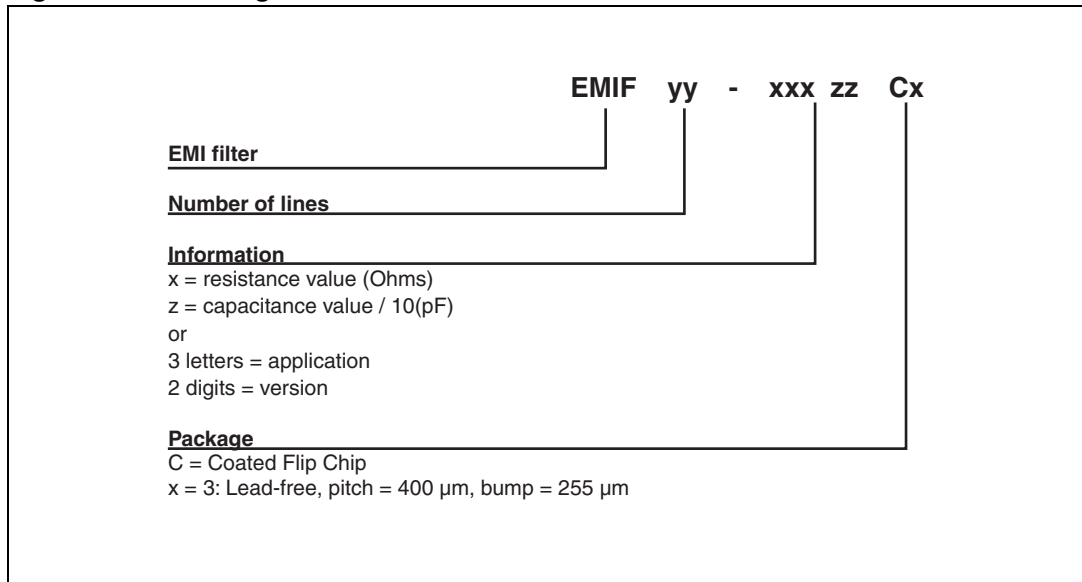 EMIF yy - xxx zz Cx
EMI filter
Number of lines
Information
x = resistance value (Ohms)
z = capacitance value / 10(pF)
or
3 letters = application
2 digits = version
Package
C = Coated Flip Chip
x = 3: Lead-free, pitch = 400 µm, bump = 255 µm